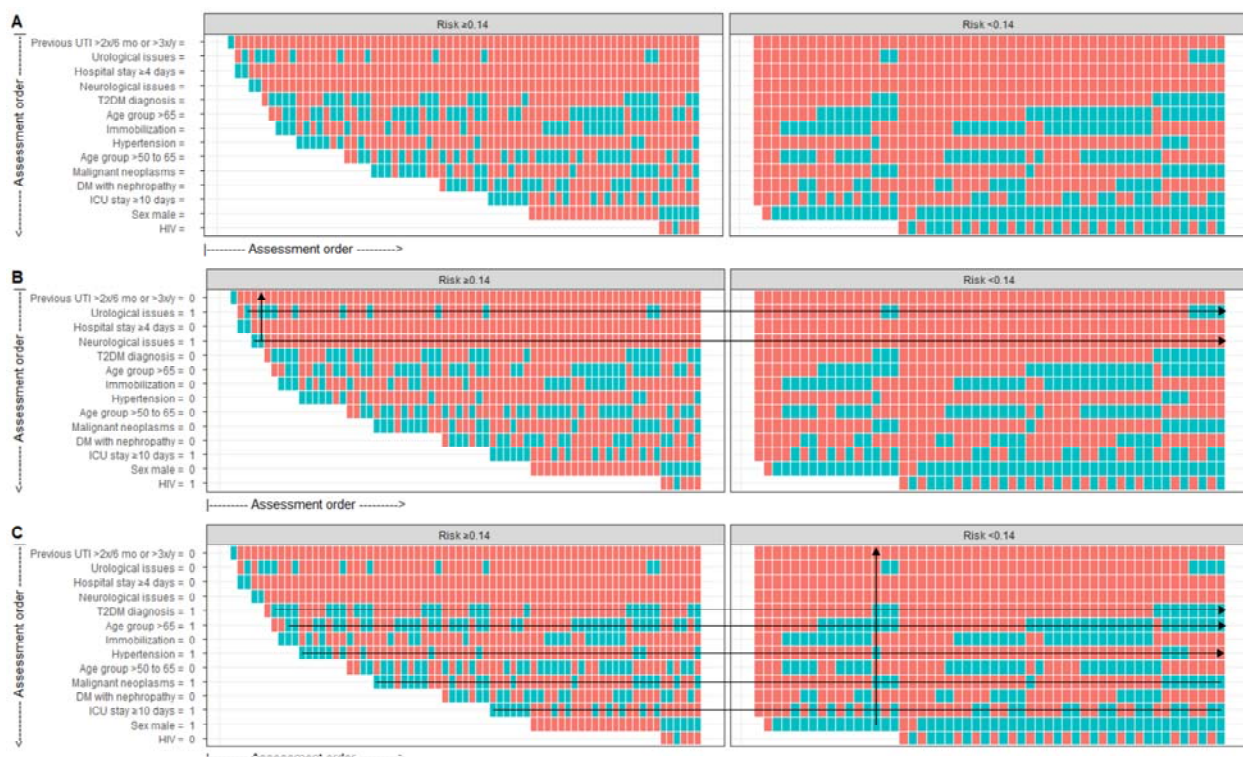 A
Risk ≥0.14
Risk <0.14
<------- Assessment order -------|
Previous UTI >2x/6 mo or >3x/y =
Urological issues =
Hospital stay ≥4 days =
Neurological issues =
T2DM diagnosis =
Age group >65 =
Immobilization =
Hypertension =
Age group >50 to 65 =
Malignant neoplasms =
DM with nephropathy =
ICU stay ≥10 days =
Sex male =
HIV =
|--------- Assessment order --------->
B
Risk ≥0.14
Risk <0.14
<------- Assessment order -------|
Previous UTI >2x/6 mo or >3x/y = 0
Urological issues = 1
Hospital stay ≥4 days = 0
Neurological issues = 1
T2DM diagnosis = 0
Age group >65 = 0
Immobilization = 0
Hypertension = 0
Age group >50 to 65 = 0
Malignant neoplasms = 0
DM with nephropathy = 0
ICU stay ≥10 days = 1
Sex male = 0
HIV = 1
|--------- Assessment order --------->
C
Risk ≥0.14
Risk <0.14
<------- Assessment order -------|
Previous UTI >2x/6 mo or >3x/y = 0
Urological issues = 0
Hospital stay ≥4 days = 0
Neurological issues = 0
T2DM diagnosis = 1
Age group >65 = 1
Immobilization = 0
Hypertension = 1
Age group >50 to 65 = 0
Malignant neoplasms = 1
DM with nephropathy = 0
ICU stay ≥10 days = 1
Sex male = 1
HIV = 0
|--------- Assessment order --------->